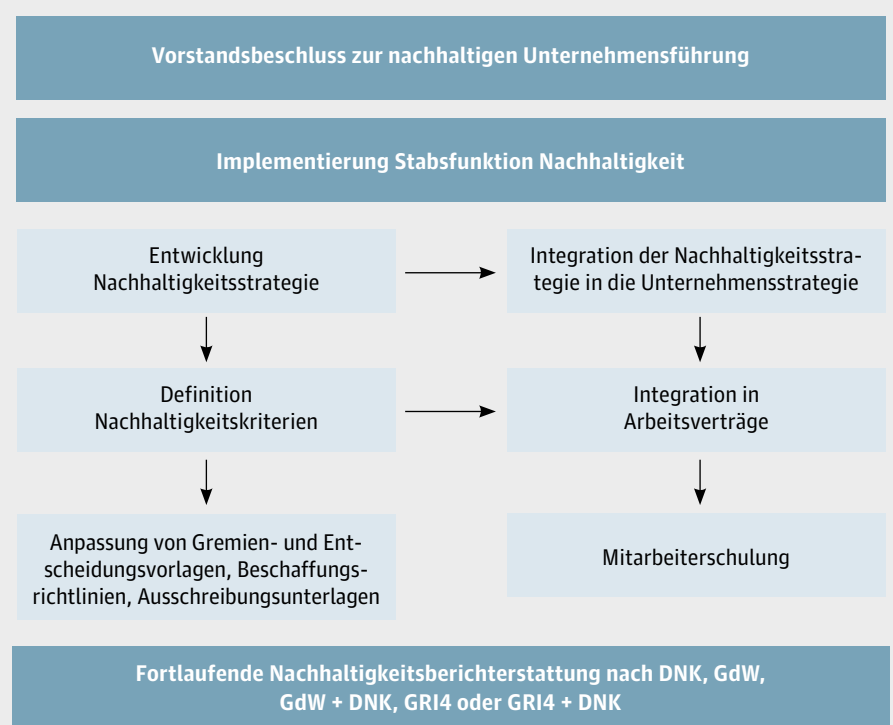 Vorstandsbeschluss zur nachhaltigen Unternehmensführung
Implementierung Stabsfunktion Nachhaltigkeit
Entwicklung
Nachhaltigkeitsstrategie
Integration der Nachhaltigkeitsstra-
tegie in die Unternehmensstrategie
Definition
Nachhaltigkeitskriterien
Integration in
Arbeitsverträge
Anpassung von Gremien- und Ent-
scheidungsvorlagen, Beschaffungs-
richtlinien, Ausschreibungsunterlagen
Mitarbeiterschulung
Fortlaufende Nachhaltigkeitsberichterstattung nach DNK, GdW,
GdW + DNK, GRI4 oder GRI4 + DNK